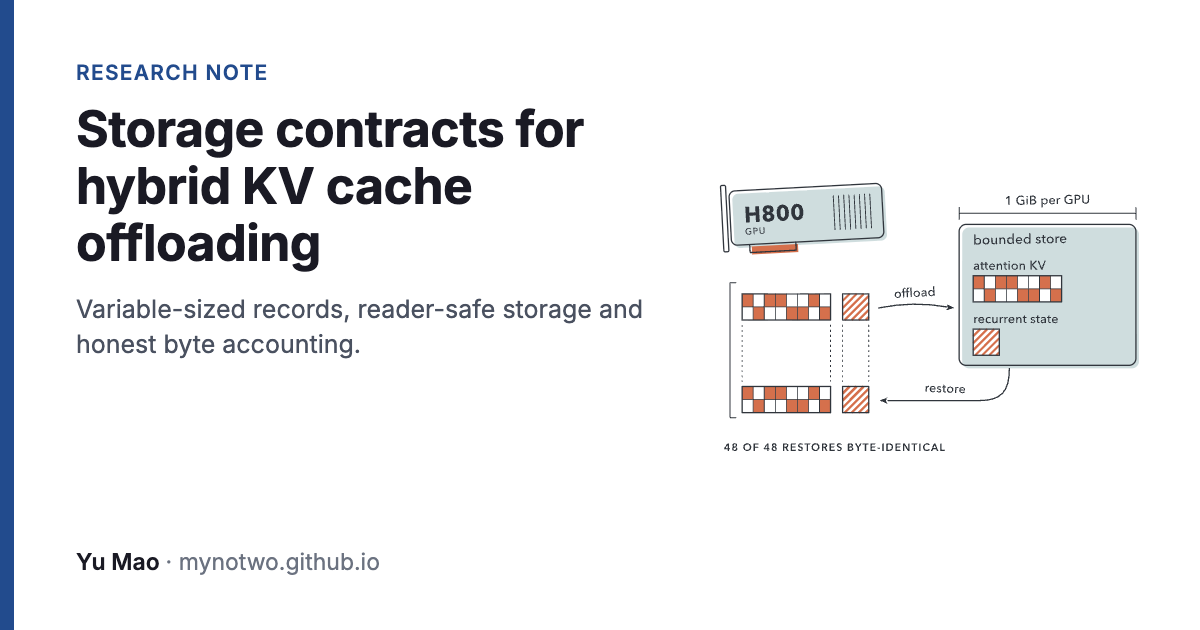 RESEARCH NOTE
Storage contracts for
hybrid KV cache
offloading
Variable-sized records, reader-safe storage and
honest byte accounting.
H800
GPU
1 GiB per GPU
bounded store
attention KV
recurrent state
offload
restore
48 OF 48 RESTORES BYTE-IDENTICAL
Yu Mao · mynotwo.github.io